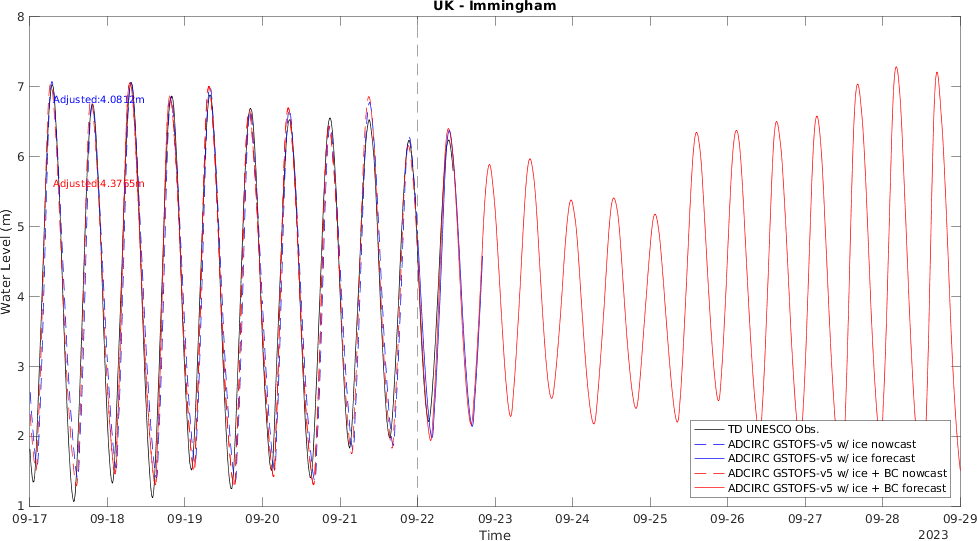 UK - Immingham
8
7
6
5
4
3
2
1
Water Level (m)
Adjusted:4.0812m
Adjusted:4.3765m
TD UNESCO Obs.
ADCIRC GSTOFS-v5 w/ ice nowcast
ADCIRC GSTOFS-v5 w/ ice forecast
ADCIRC GSTOFS-v5 w/ ice + BC nowcast
ADCIRC GSTOFS-v5 w/ ice + BC forecast
09-17 09-18 09-19 09-20 09-21 09-22 09-23 09-24 09-25 09-26 09-27 09-28 09-29
Time
2023